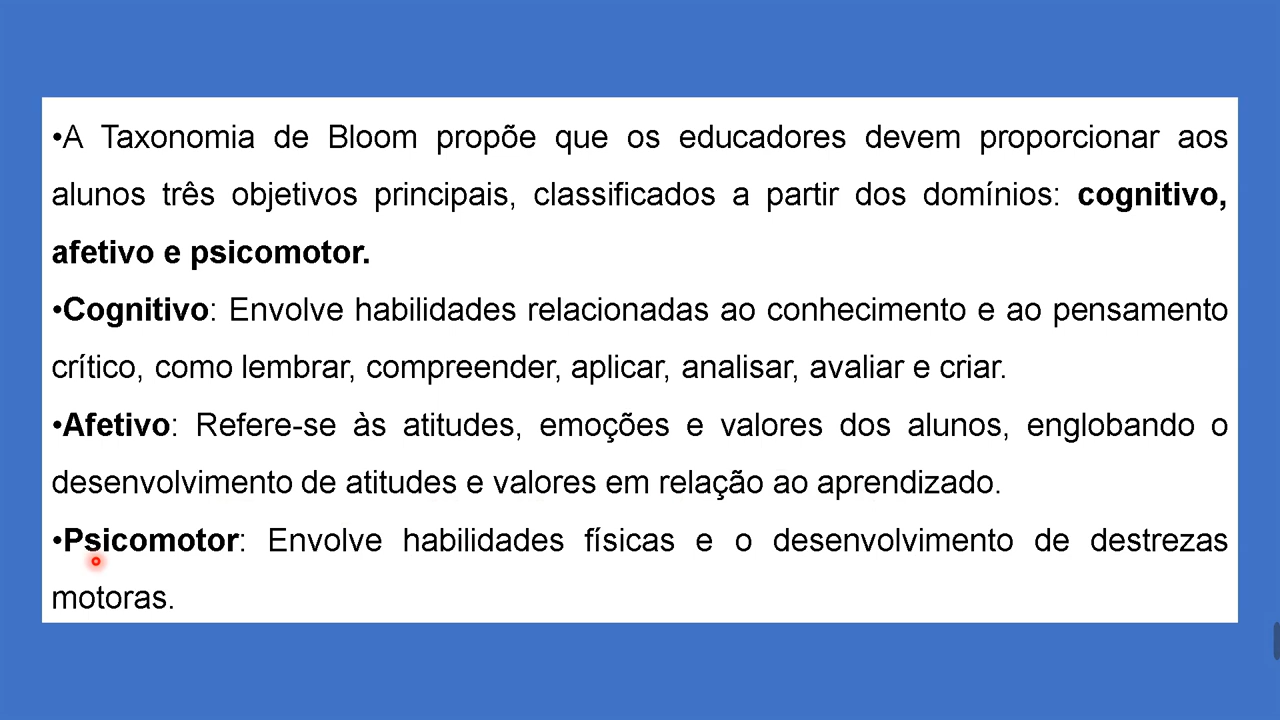 •A Taxonomia de Bloom propõe que os educadores devem proporcionar aos
alunos três objetivos principais, classificados a partir dos domínios: cognitivo,
afetivo e psicomotor.
•Cognitivo: Envolve habilidades relacionadas ao conhecimento e ao pensamento
crítico, como lembrar, compreender, aplicar, analisar, avaliar e criar.
•Afetivo: Refere-se às atitudes, emoções e valores dos alunos, englobando o
desenvolvimento de atitudes e valores em relação ao aprendizado.
•Psicomotor: Envolve habilidades físicas e o desenvolvimento de destrezas
motoras.